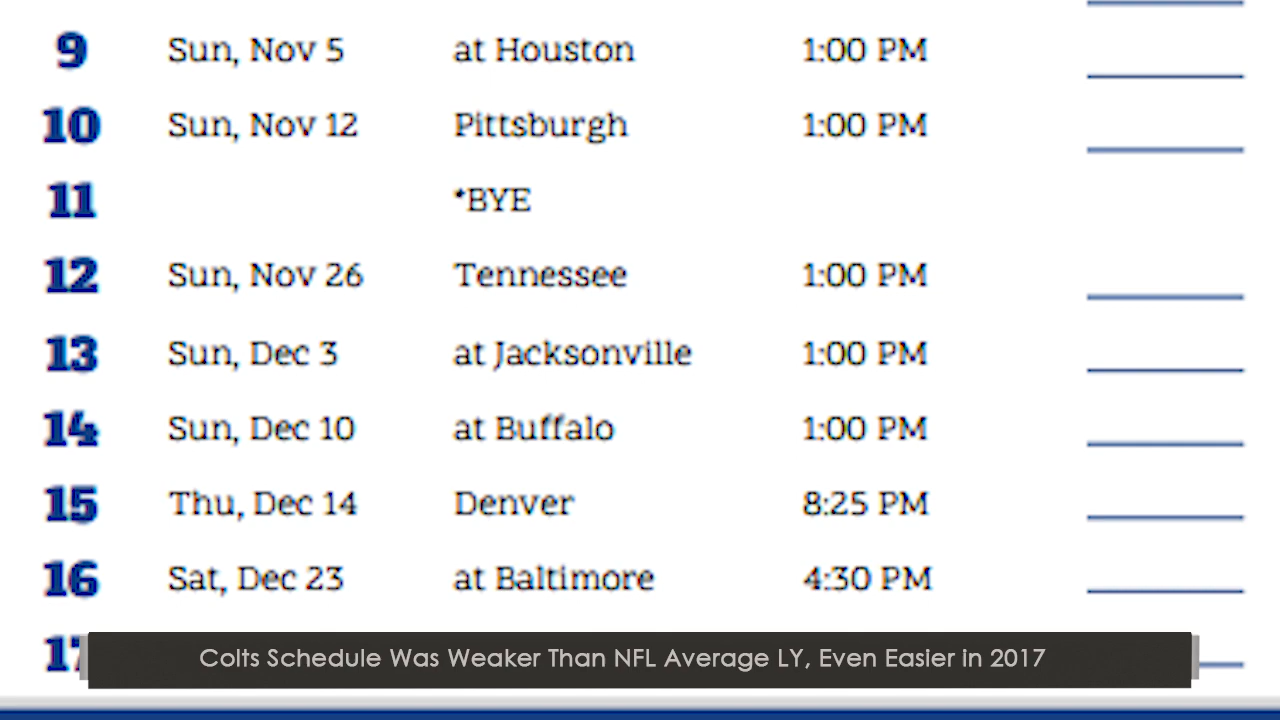 9 Sun, Nov 5 at Houston 1:00 PM
10 Sun, Nov 12 Pittsburgh 1:00 PM
11 *BYE
12 Sun, Nov 26 Tennessee 1:00 PM
13 Sun, Dec 3 at Jacksonville 1:00 PM
14 Sun, Dec 10 at Buffalo 1:00 PM
15 Thu, Dec 14 Denver 8:25 PM
16 Sat, Dec 23 at Baltimore 4:30 PM
17
Colts Schedule Was Weaker Than NFL Average LY, Even Easier in 2017